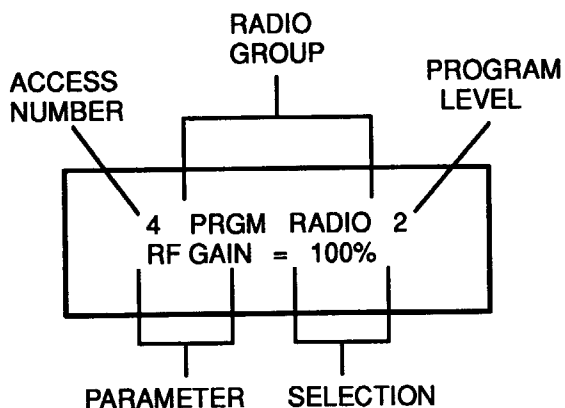 RADIO
GROUP
ACCESS
NUMBER
PROGRAM
LEVEL
4 PRGM RADIO 2
RF GAIN = 100%
PARAMETER
SELECTION